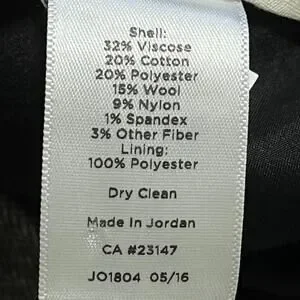 Shell:
32% Viscose
20% Cotton
20% Polyester
15% Wool
9% Nylon
1% Spandex
3% Other Fiber
Lining:
100% Polyester
Dry Clean
Made In Jordan
CA #23147
JO1804 05/16